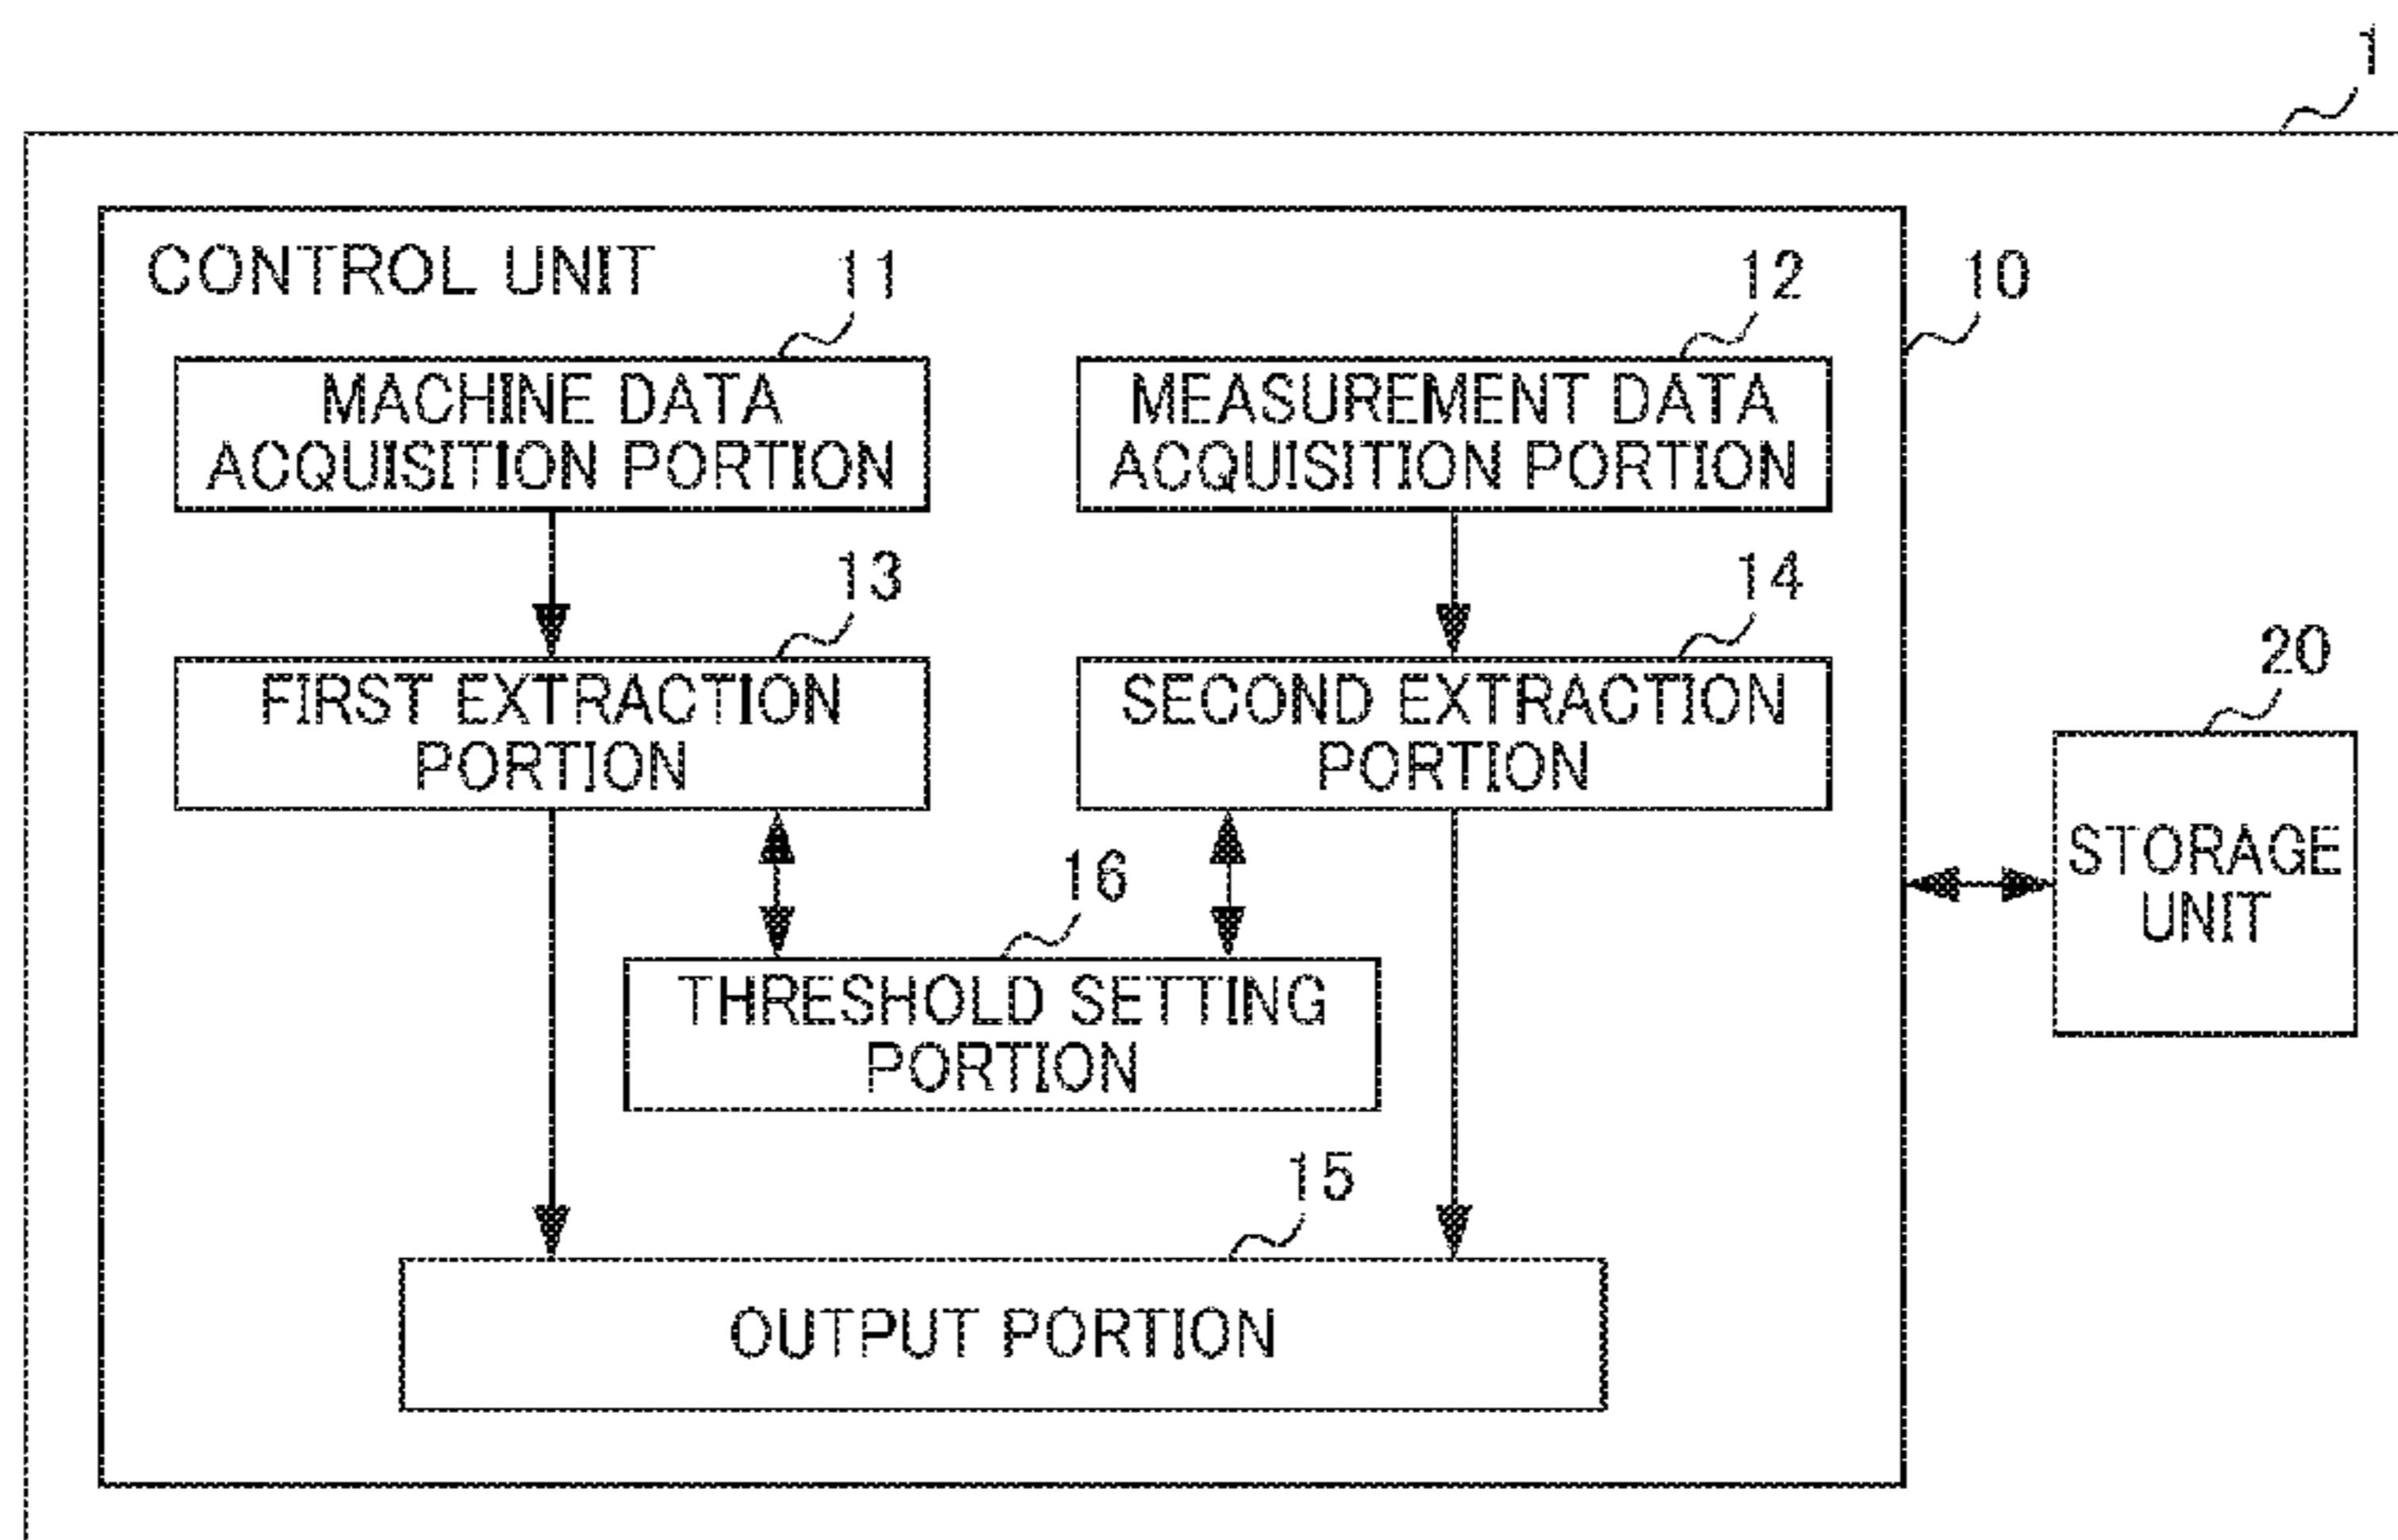 1
CONTROL UNIT
11
12
10
MACHINE DATA
ACQUISITION PORTION
MEASUREMENT DATA
ACQUISITION PORTION
13
14
FIRST EXTRACTION
PORTION
SECOND EXTRACTION
PORTION
20
STORAGE
UNIT
16
THRESHOLD SETTING
PORTION
15
OUTPUT PORTION